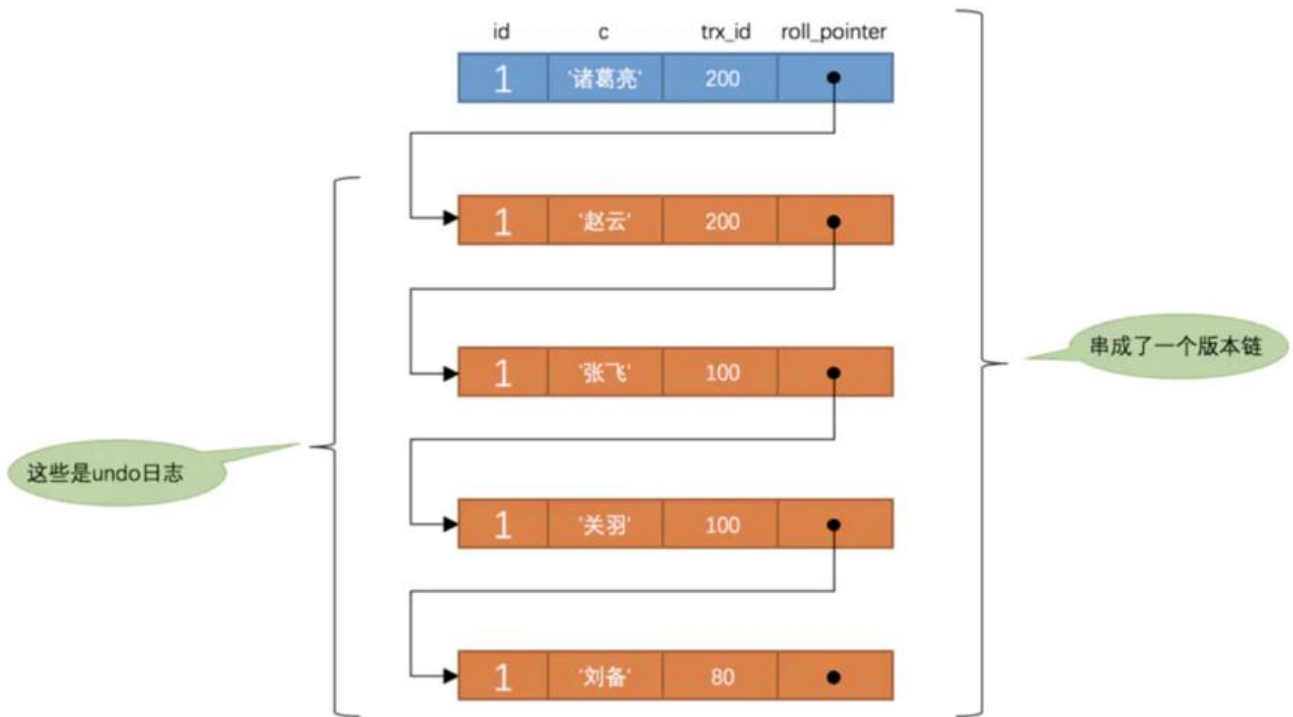 id c trx_id roll_pointer
1 '诸葛亮' 200
1 '赵云' 200
1 '张飞' 100
串成了一个版本链
这些是undo日志
1 '关羽' 100
1 '刘备' 80